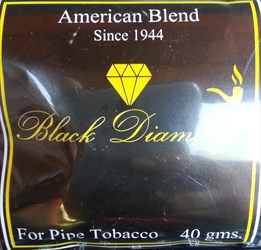 American Blend
Since 1944
Black Diam
For Pipe Tobacco 40 gms.